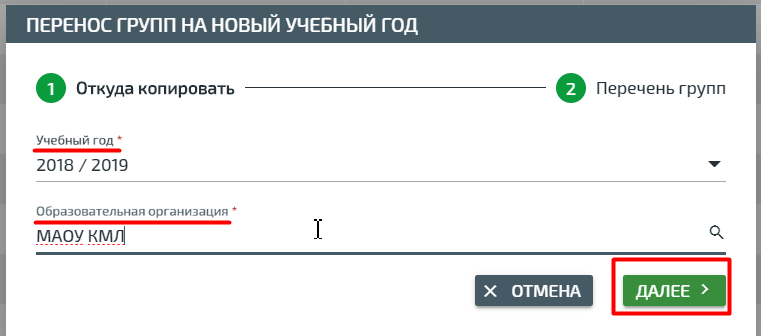 ПЕРЕНОС ГРУПП НА НОВЫЙ УЧЕБНЫЙ ГОД
1 Откуда копировать 2 Перечень групп
Учебный год *
2018 / 2019
Образовательная организация *
МАОУ КМЛ
ОТМЕНА ДАЛЕЕ